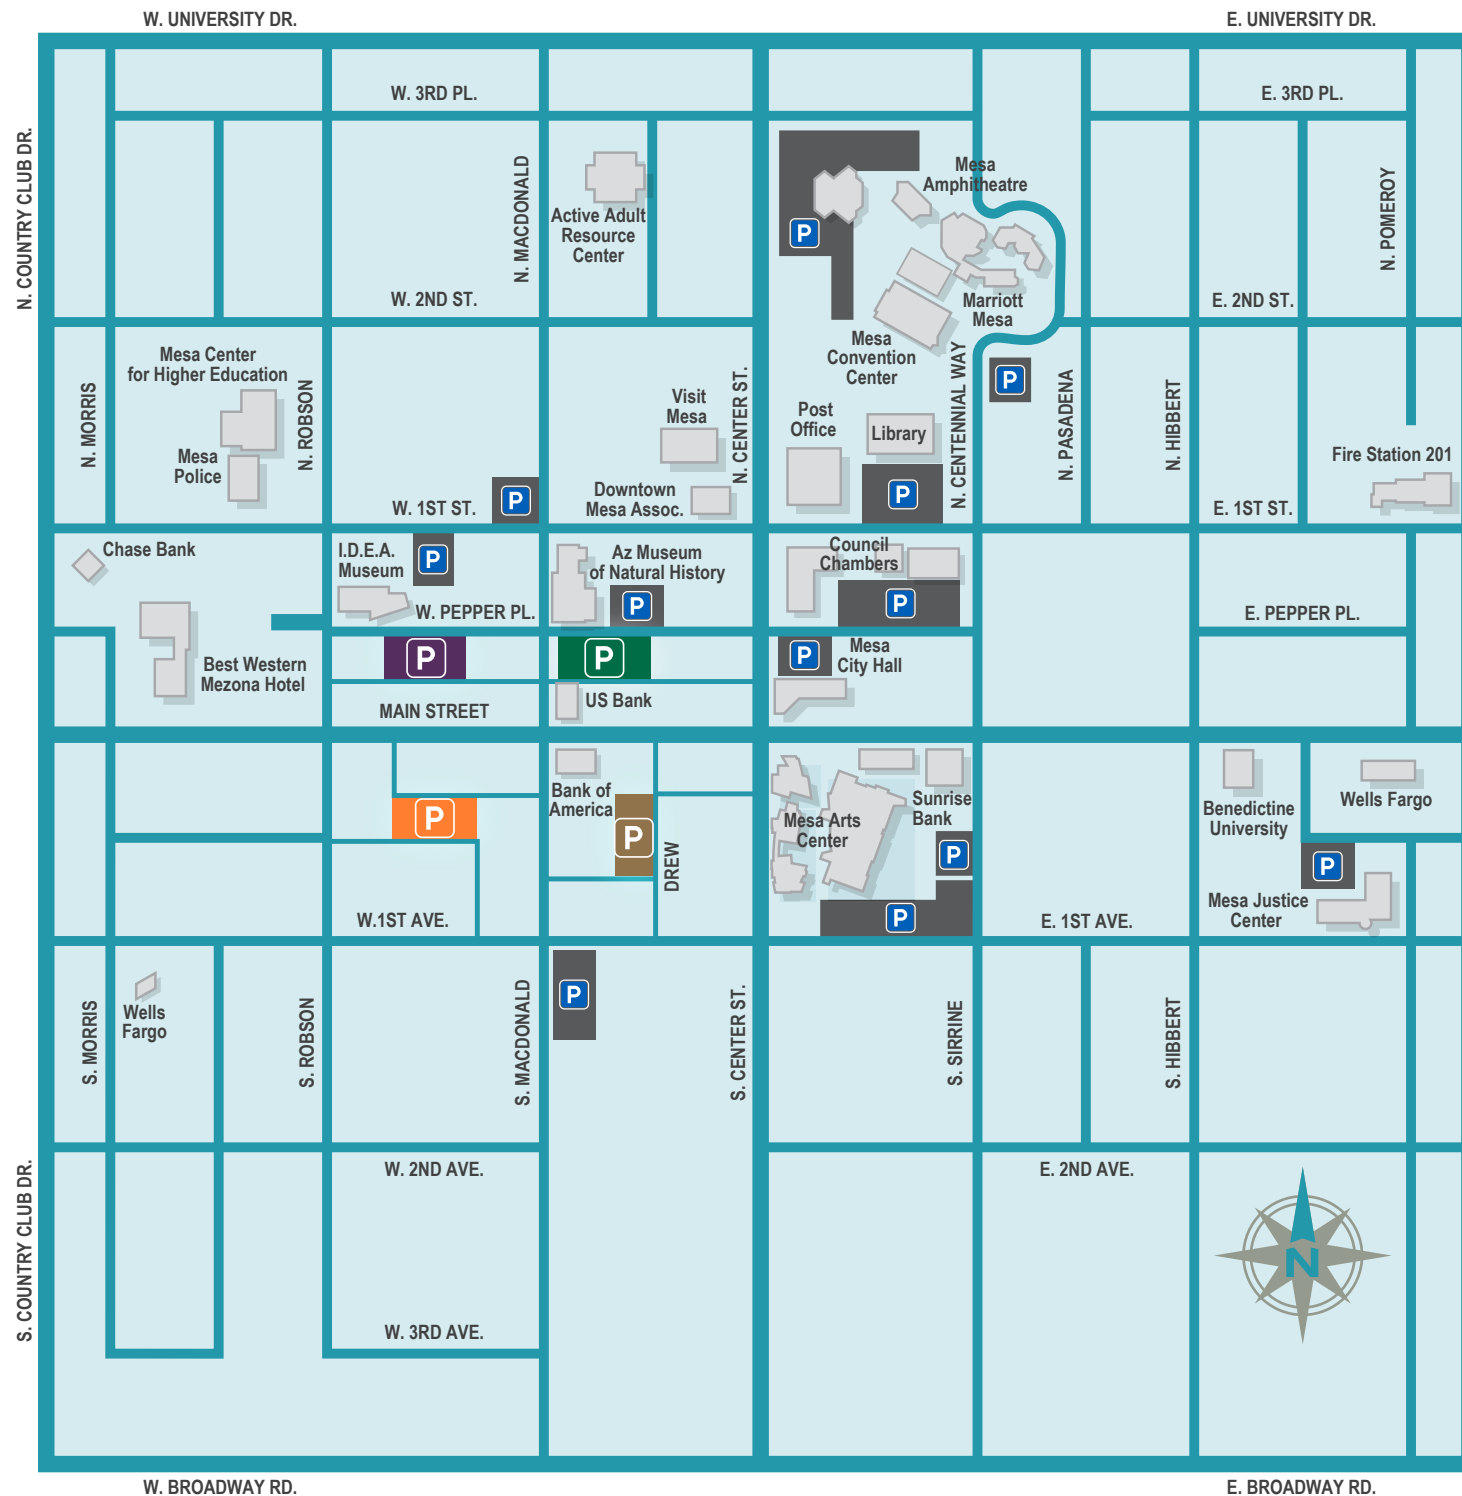 W. UNIVERSITY DR.
E. UNIVERSITY DR.
W. 3RD PL.
E. 3RD PL.
N. COUNTRY CLUB DR.
N. MACDONALD
Active Adult
Resource
Center
Mesa
Amphitheatre
P
N. POMEROY
W. 2ND ST.
E. 2ND ST.
Marriott
Mesa
Mesa
Convention
Center
Mesa Center
for Higher Education
N. MORRIS
N. ROBSON
Mesa
Police
Visit
Mesa
N. CENTER ST.
Post
Office
Library
N. CENTENNIAL WAY
P
N. PASADENA
N. HIBBERT
Fire Station 201
W. 1ST ST.
P
Downtown
Mesa Assoc.
P
E. 1ST ST.
Chase Bank
I.D.E.A.
Museum
P
Az Museum
of Natural History
P
Council
Chambers
P
W. PEPPER PL.
E. PEPPER PL.
Best Western
Mezona Hotel
P
P
P
Mesa
City Hall
US Bank
MAIN STREET
Bank of
America
P
P
DREW
Mesa Arts
Center
Sunrise
Bank
P
P
Benedictine
University
Wells Fargo
P
Mesa Justice
Center
W.1ST AVE.
E. 1ST AVE.
Wells
Fargo
S. MORRIS
S. ROBSON
S. MACDONALD
P
S. CENTER ST.
S. SIRRINE
S. HIBBERT
W. 2ND AVE.
E. 2ND AVE.
S. COUNTRY CLUB DR.
N
W. 3RD AVE.
W. BROADWAY RD.
E. BROADWAY RD.